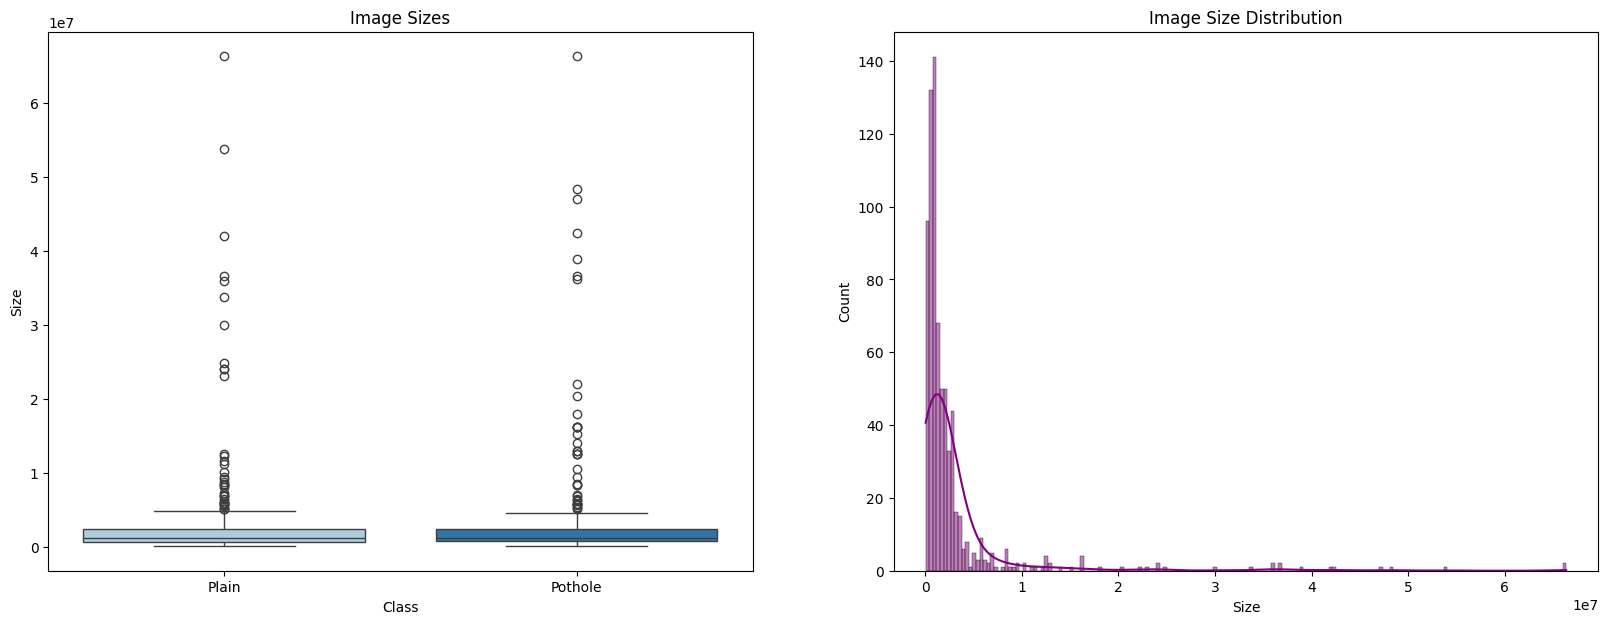 Image Sizes
1e7
6
5
4
3
2
1
0
Size
Plain
Pothole
Class
Image Size Distribution
140
120
100
80
60
40
20
0
Count
0
1
2
3
4
5
6
1e7
Size